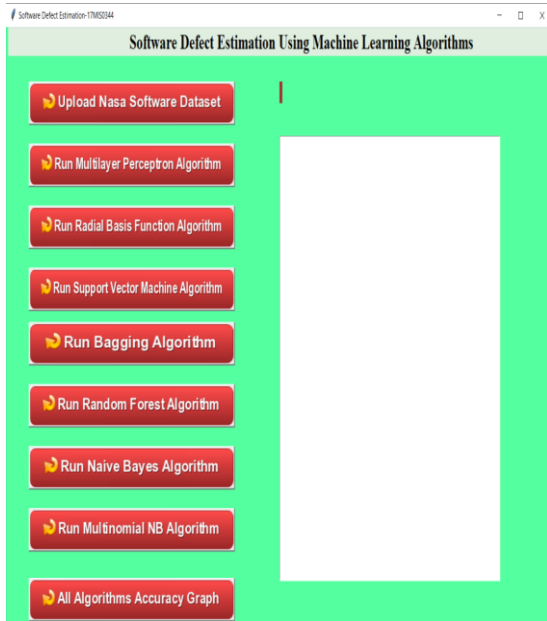 Software Defect Estimation-17MIS0344
Software Defect Estimation Using Machine Learning Algorithms
Upload Nasa Software Dataset
Run Multilayer Perceptron Algorithm
Run Radial Basis Function Algorithm
Run Support Vector Machine Algorithm
Run Bagging Algorithm
Run Random Forest Algorithm
Run Naive Bayes Algorithm
Run Multinomial NB Algorithm
All Algorithms Accuracy Graph